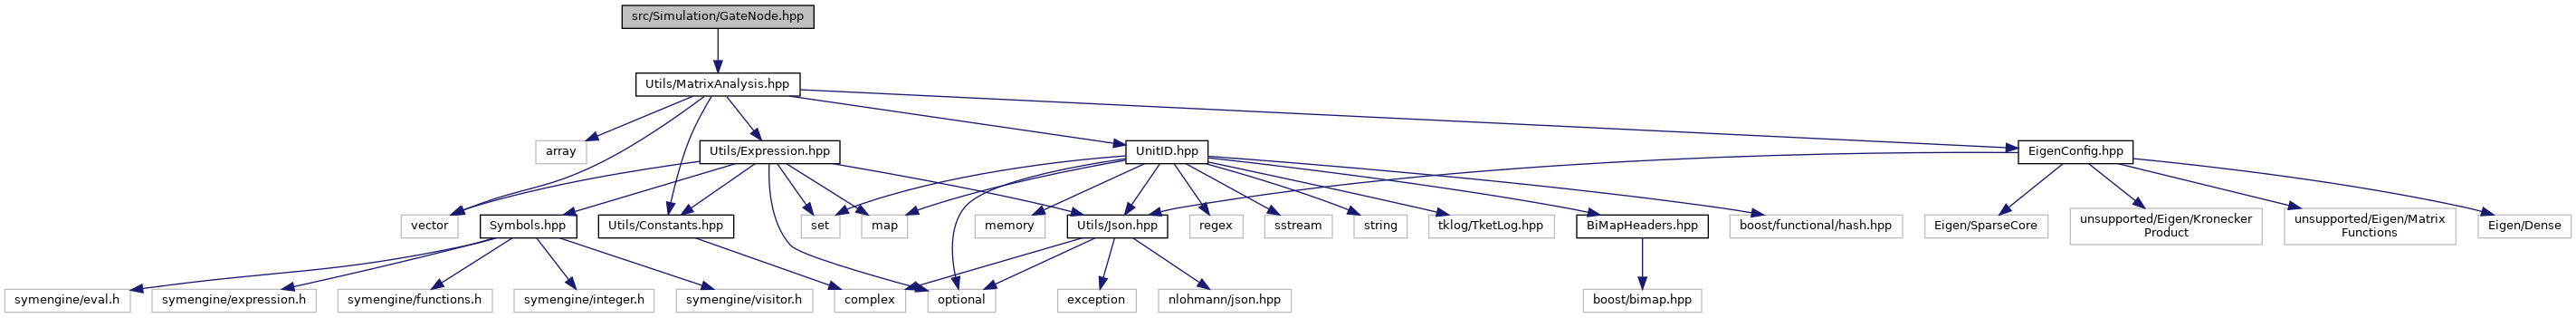 src/Simulation/GateNode.hpp
Utils/MatrixAnalysis.hpp
array
Utils/Expression.hpp
UnitID.hpp
EigenConfig.hpp
vector
Symbols.hpp
Utils/Constants.hpp
set
map
memory
Utils/Json.hpp
regex
sstream
string
tklog/TketLog.hpp
BiMapHeaders.hpp
boost/functional/hash.hpp
Eigen/SparseCore
unsupported/Eigen/Kronecker
Product
unsupported/Eigen/Matrix
Functions
Eigen/Dense
symengine/eval.h
symengine/expression.h
symengine/functions.h
symengine/integer.h
symengine/visitor.h
complex
optional
exception
nlohmann/json.hpp
boost/bimap.hpp